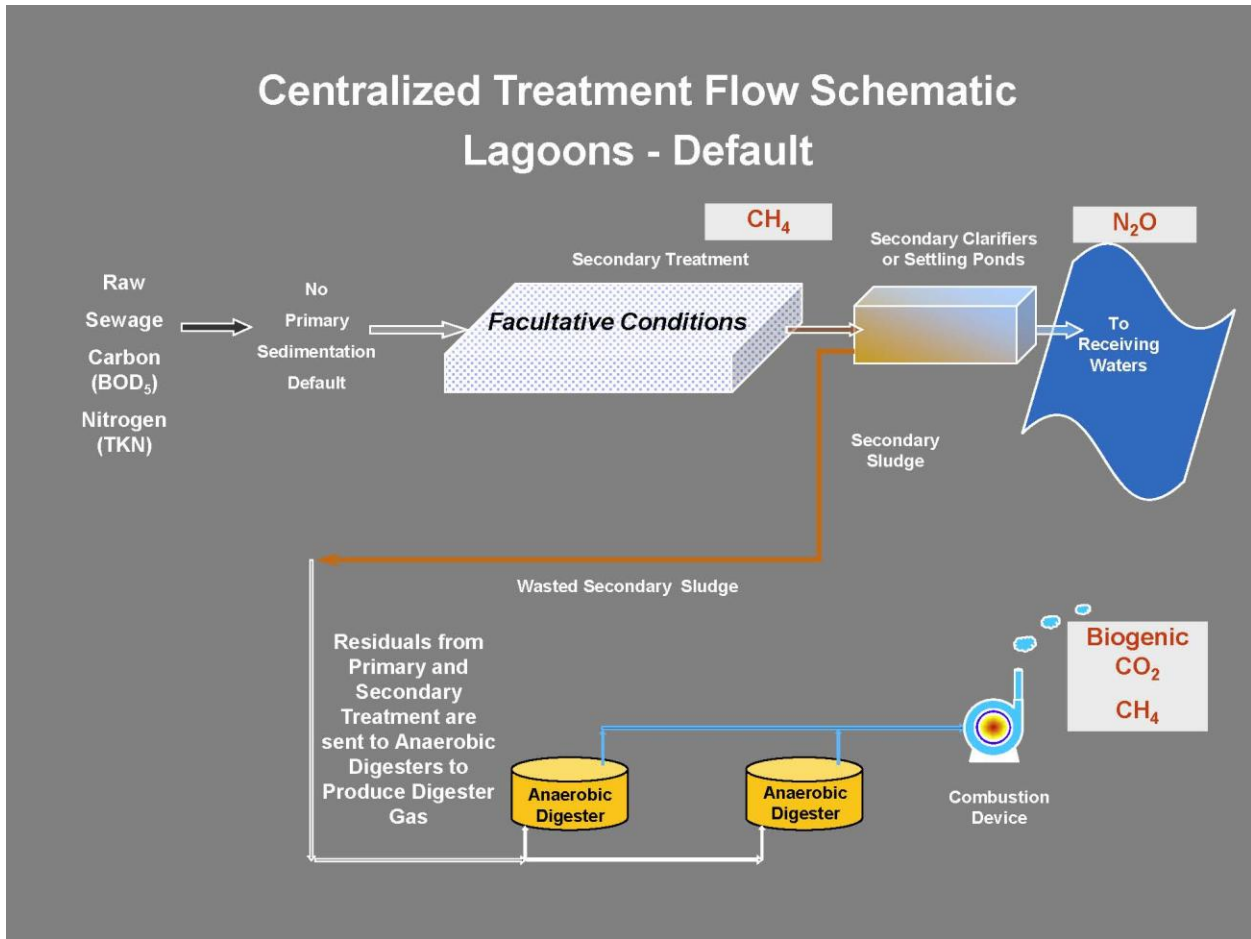 Centralized Treatment Flow Schematic
Lagoons - Default
CH₄
N₂O
Secondary Treatment
Secondary Clarifiers
or Settling Ponds
Raw
Sewage
Carbon
(BOD₅)
Nitrogen
(TKN)
No
Primary
Sedimentation
Default
Facultative Conditions
To
Receiving
Waters
Secondary
Sludge
Wasted Secondary Sludge
Residuals from
Primary and
Secondary
Treatment are
sent to Anaerobic
Digesters to
Produce Digester
Gas
Anaerobic
Digester
Anaerobic
Digester
Combustion
Device
Biogenic
CO₂
CH₄